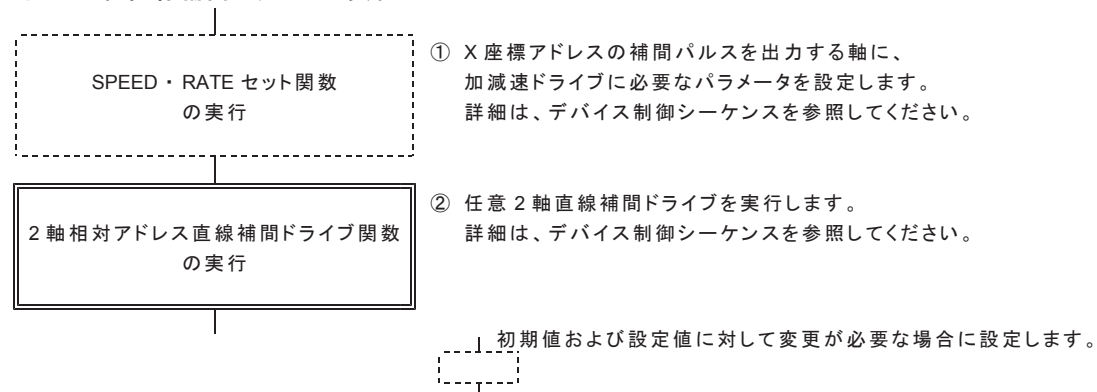 SPEED・RATE セット関数
の実行
① X 座標アドレスの補間パルスを出力する軸に、
加減速ドライブに必要なパラメータを設定します。
詳細は、デバイス制御シーケンスを参照してください。
2 軸相対アドレス直線補間ドライブ関数
の実行
② 任意 2 軸直線補間ドライブを実行します。
詳細は、デバイス制御シーケンスを参照してください。
初期値および設定値に対して変更が必要な場合に設定します。